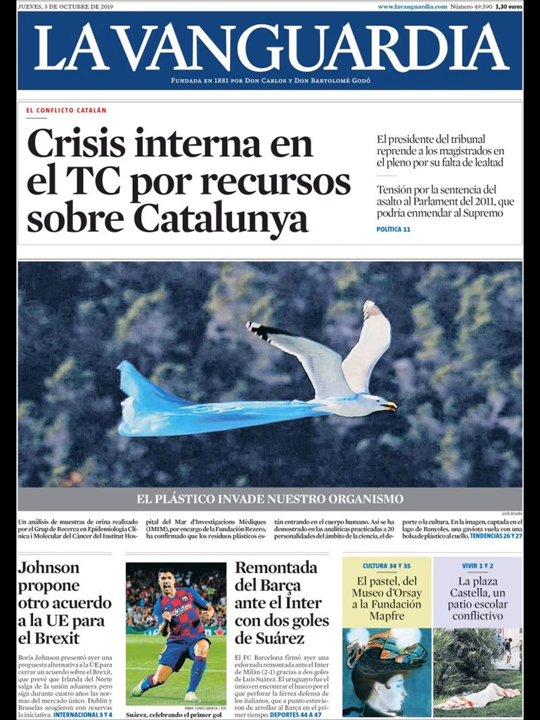 JUEVES, 3 DE OCTUBRE DE 2019
www.lavanguardia.com Número 49.590 1,30 euros
LA VANGUARDIA
FUNDADA EN 1881 POR DON CARLOS Y DON BARTOLOMÉ GODÓ
EL CONFLICTO CATALÁN
Crisis interna en
el TC por recursos
sobre Catalunya
El presidente del tribunal
reprende a los magistrados en
el pleno por su falta de lealtad
Tensión por la sentencia del
asalto al Parlament del 2011, que
podría enmendar al Supremo
POLÍTICA 11
EL PLÁSTICO INVADE NUESTRO ORGANISMO
Un análisis de muestras de orina realizado
por el Grup de Recerca en Epidemiologia Clí-
nica i Molecular del Càncer del Institut Hos-
pital del Mar d'Investigacions Mèdiques
(IMIM), por encargo de la Fundación Rezero,
ha confirmado que los residuos plásticos es-
tán entrando en el cuerpo humano. Así se ha
demostrado en las analíticas practicadas a 20
personalidades del ámbito de la ciencia, el de-
porte o la cultura. En la imagen, captada en el
lago de Banyoles, una gaviota vuela con una
bolsa de plástico al cuello. TENDENCIAS 26 Y 27
Johnson
propone
otro acuerdo
a la UE para
el Brexit
Boris Johnson presentó ayer una
propuesta alternativa a la UE para
cerrar un acuerdo sobre el Brexit,
que prevé que Irlanda del Norte
salga de la unión aduanera pero
siga durante cuatro años las nor-
mas del mercado único. Dublín y
Bruselas acogieron con reservas
la iniciativa. INTERNACIONAL 3 Y 4
Suárez, celebrando el primer gol
Remontada
del Barça
ante el Inter
con dos goles
de Suárez
El FC Barcelona firmó ayer una
esforzada remontada ante el Inter
de Milán (2-1) gracias a dos goles
de Luis Suárez. El uruguayo fue el
único en encontrar el hueco por el
que perforar la férrea defensa de
los italianos, que a punto estuvie-
ron de arrollar al Barça en el pri-
mer tiempo. DEPORTES 44 A 47
CULTURA 34 Y 35
El pastel, del
Museo d'Orsay
a la Fundación
Mapfre
VIVIR 1 Y 2
La plaza
Castella, un
patio escolar
conflictivo